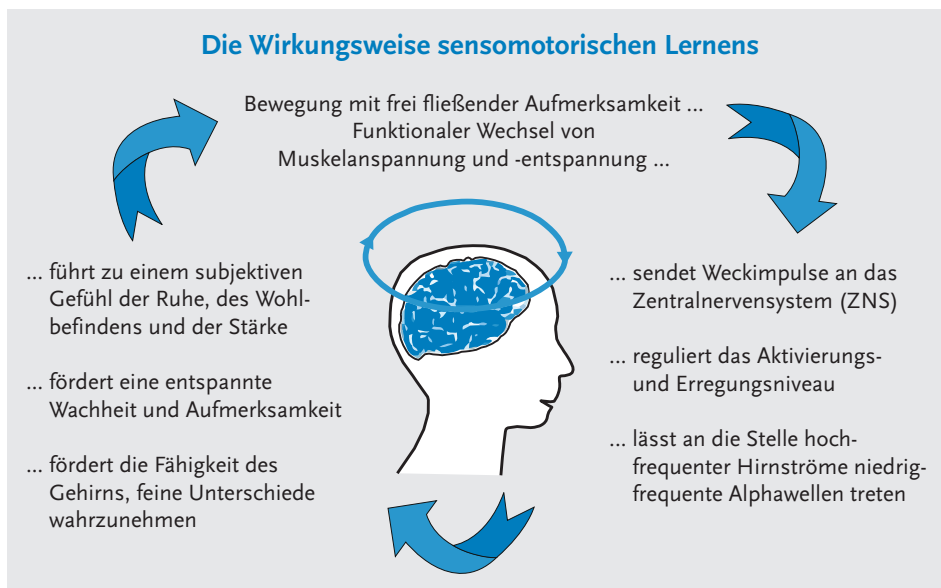 Die Wirkungsweise sensomotorischen Lernens
Bewegung mit frei fließender Aufmerksamkeit ...
Funktionaler Wechsel von
Muskelanspannung und -entspannung ...
... sendet Weckimpulse an das
Zentralnervensystem (ZNS)
... reguliert das Aktivierungs-
und Erregungsniveau
... lässt an die Stelle hoch-
frequenter Hirnströme niedrig-
frequente Alphawellen treten
... führt zu einem subjektiven
Gefühl der Ruhe, des Wohl-
befindens und der Stärke
... fördert eine entspannte
Wachheit und Aufmerksamkeit
... fördert die Fähigkeit des
Gehirns, feine Unterschiede
wahrzunehmen